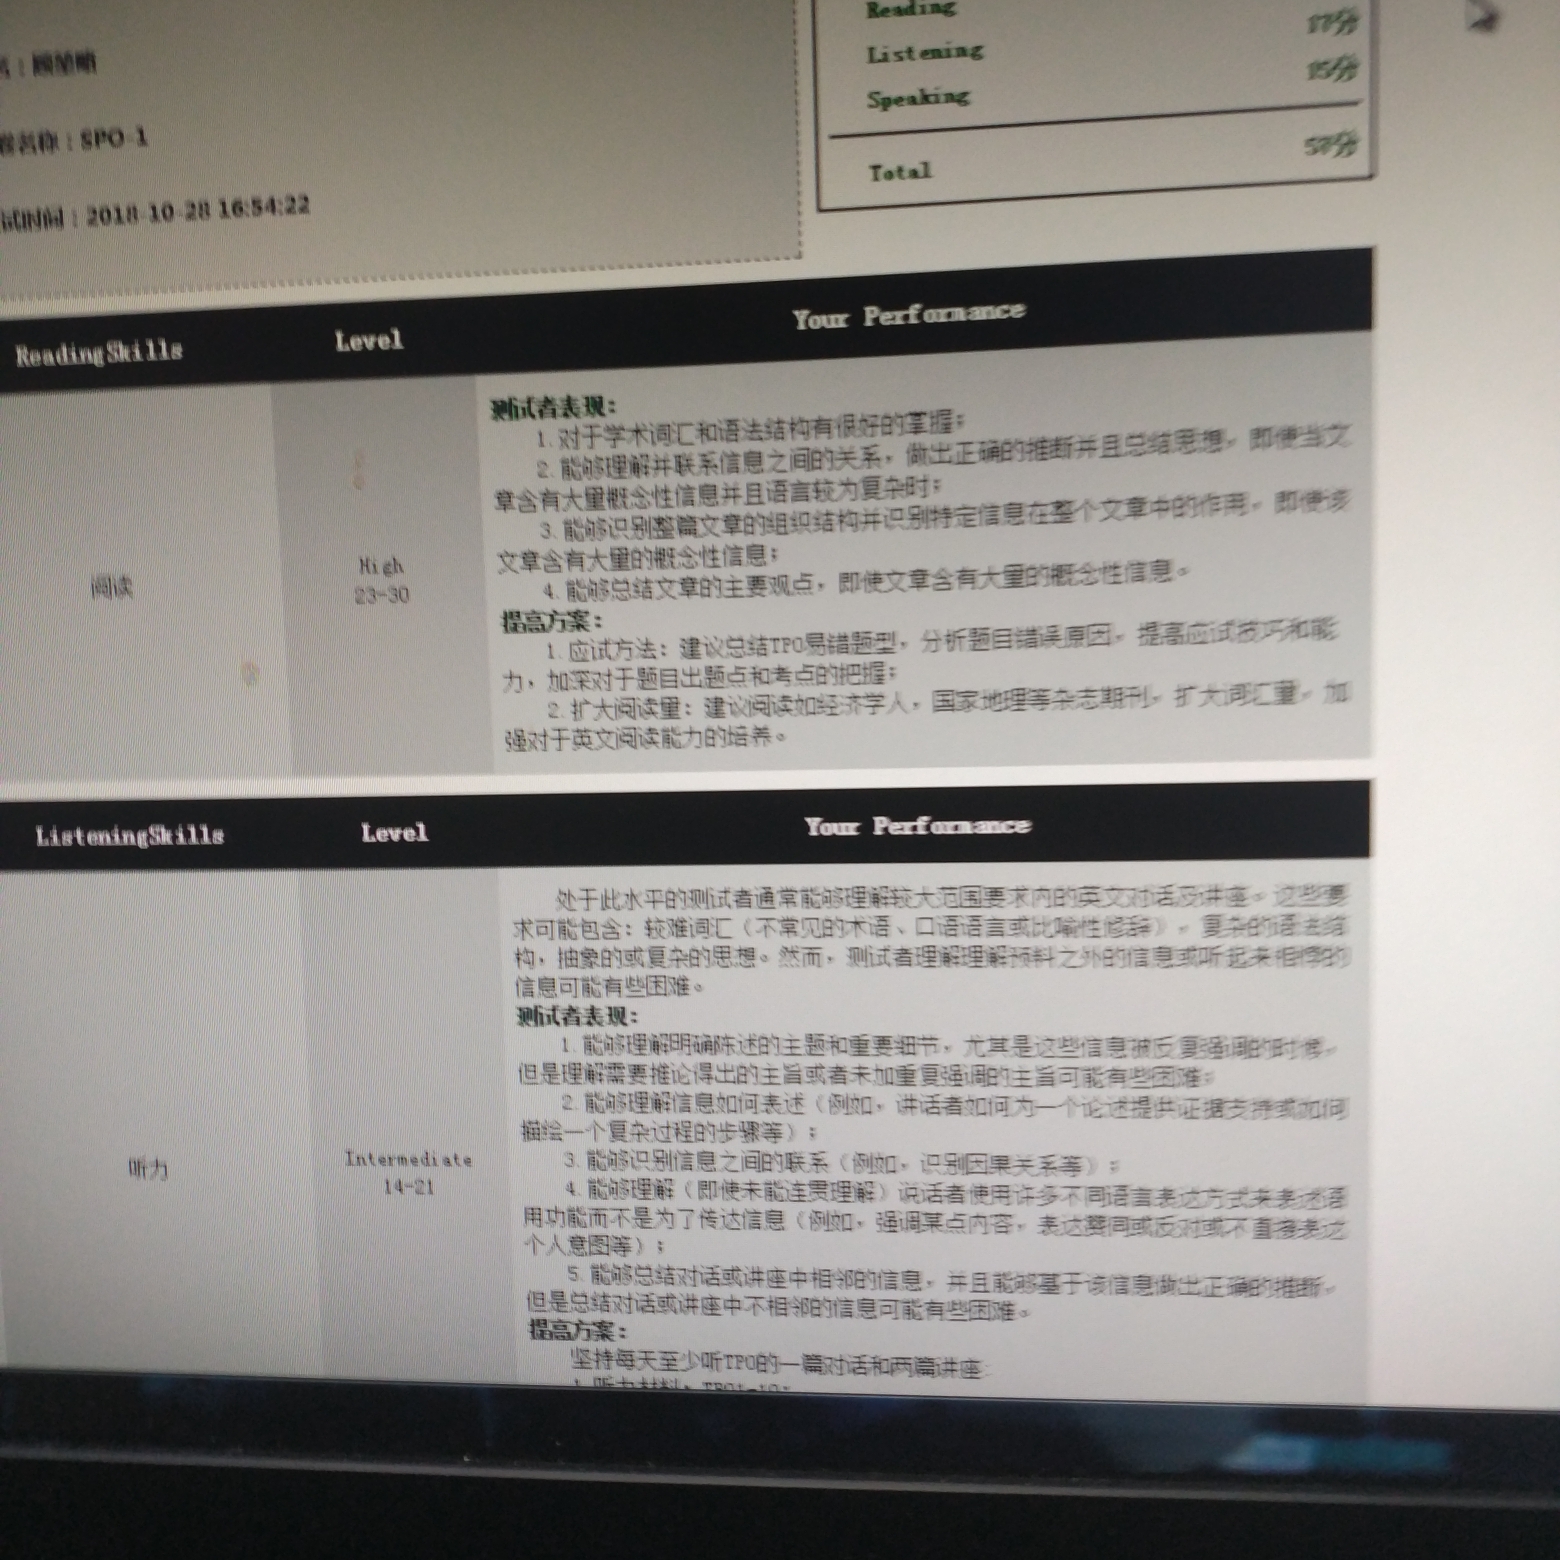 卷名称：SPO-1
试时间：2018-10-28 16:54:22
Reading
Listening 17分
Speaking 15分
Total
ReadingSkills Level Your Performance
阅读
High
23-30
测试者表现：
1. 对于学术词汇和语法结构有很好的掌握；
2. 能够理解并联系信息之间的关系，做出正确的推断并且总结思想，即使当文
章含有大量概念性信息并且语言较为复杂时；
3. 能够识别整篇文章的组织结构并识别特定信息在整个文章中的作用，即使该
文章含有大量的概念性信息；
4. 能够总结文章的主要观点，即使文章含有大量的概念性信息。
提高方案：
1. 应试方法：建议总结TPO易错题型，分析题目错误原因，提高应试技巧和能
力，加深对于题目出题点和考点的把握；
2. 扩大阅读量：建议阅读如经济学人，国家地理等杂志期刊，扩大词汇量，加
强对于英文阅读能力的培养。
ListeningSkills Level Your Performance
听力
Intermediate
14-21
处于此水平的测试者通常能够理解较大范围要求内的英文对话及讲座。这些要
求可能包含：较难词汇（不常见的术语、口语语言或比喻性修辞），复杂的语法结
构，抽象的或复杂的思想。然而，测试者理解理解预料之外的信息或听起来相悖的
信息可能有些困难。
测试者表现：
1. 能够理解明确陈述的主题和重要细节，尤其是这些信息被反复强调的时候，
但是理解需要推论得出的主旨或者未加重复强调的主旨可能有些困难；
2. 能够理解信息如何表述（例如，讲话者如何为一个论述提供证据支持或如何
描绘一个复杂过程的步骤等）；
3. 能够识别信息之间的联系（例如，识别因果关系等）；
4. 能够理解（即使未能连贯理解）说话者使用许多不同语言表达方式来表述语
用功能而不是为了传达信息（例如，强调某点内容，表达赞同或反对或不直接表达
个人意图等）；
5. 能够总结对话或讲座中相邻的信息，并且能够基于该信息做出正确的推断，
但是总结对话或讲座中不相邻的信息可能有些困难。
提高方案：
坚持每天至少听TPO的一篇对话和两篇讲座：